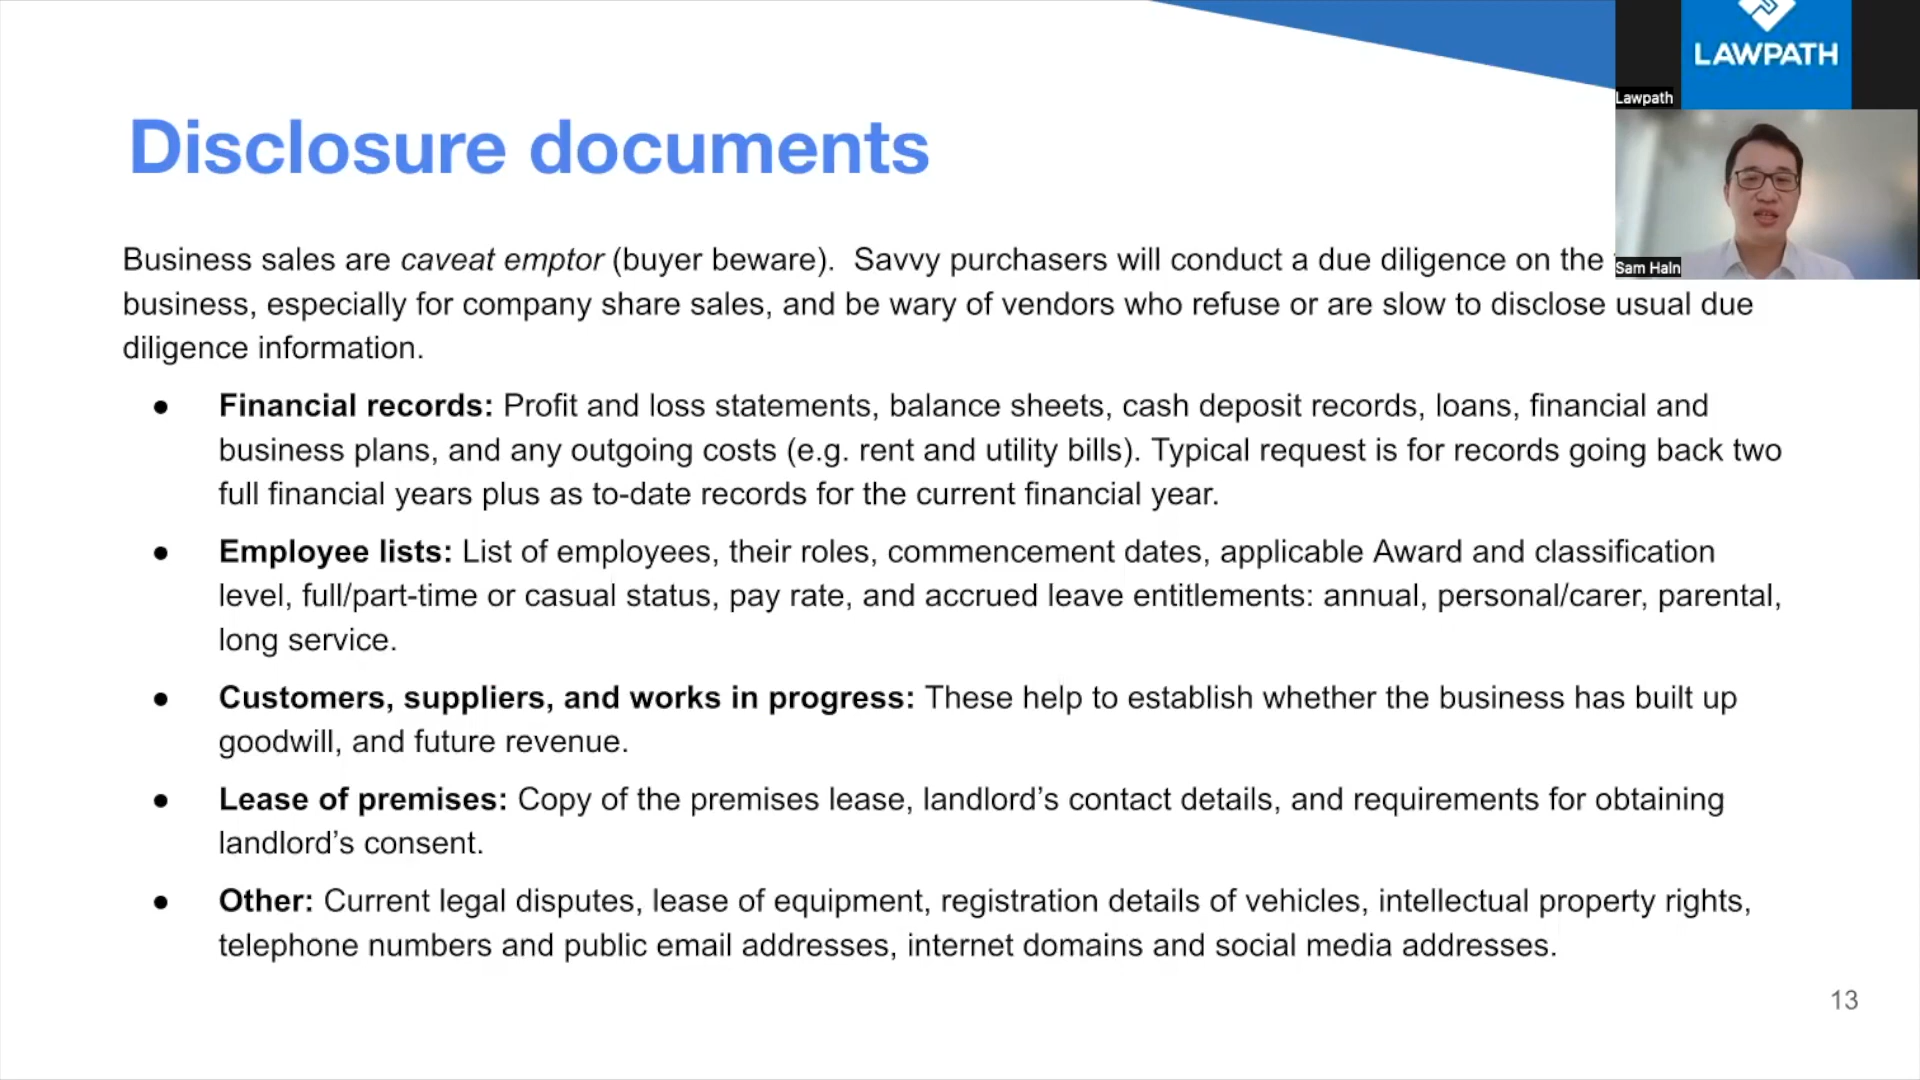 LAWPATH
Lawpath
Disclosure documents
Business sales are caveat emptor (buyer beware).  Savvy purchasers will conduct a due diligence on the
Sam Haln
business, especially for company share sales, and be wary of vendors who refuse or are slow to disclose usual due
diligence information.
● Financial records: Profit and loss statements, balance sheets, cash deposit records, loans, financial and
business plans, and any outgoing costs (e.g. rent and utility bills). Typical request is for records going back two
full financial years plus as to-date records for the current financial year.
● Employee lists: List of employees, their roles, commencement dates, applicable Award and classification
level, full/part-time or casual status, pay rate, and accrued leave entitlements: annual, personal/carer, parental,
long service.
● Customers, suppliers, and works in progress: These help to establish whether the business has built up
goodwill, and future revenue.
● Lease of premises: Copy of the premises lease, landlord’s contact details, and requirements for obtaining
landlord’s consent.
● Other: Current legal disputes, lease of equipment, registration details of vehicles, intellectual property rights,
telephone numbers and public email addresses, internet domains and social media addresses.
13